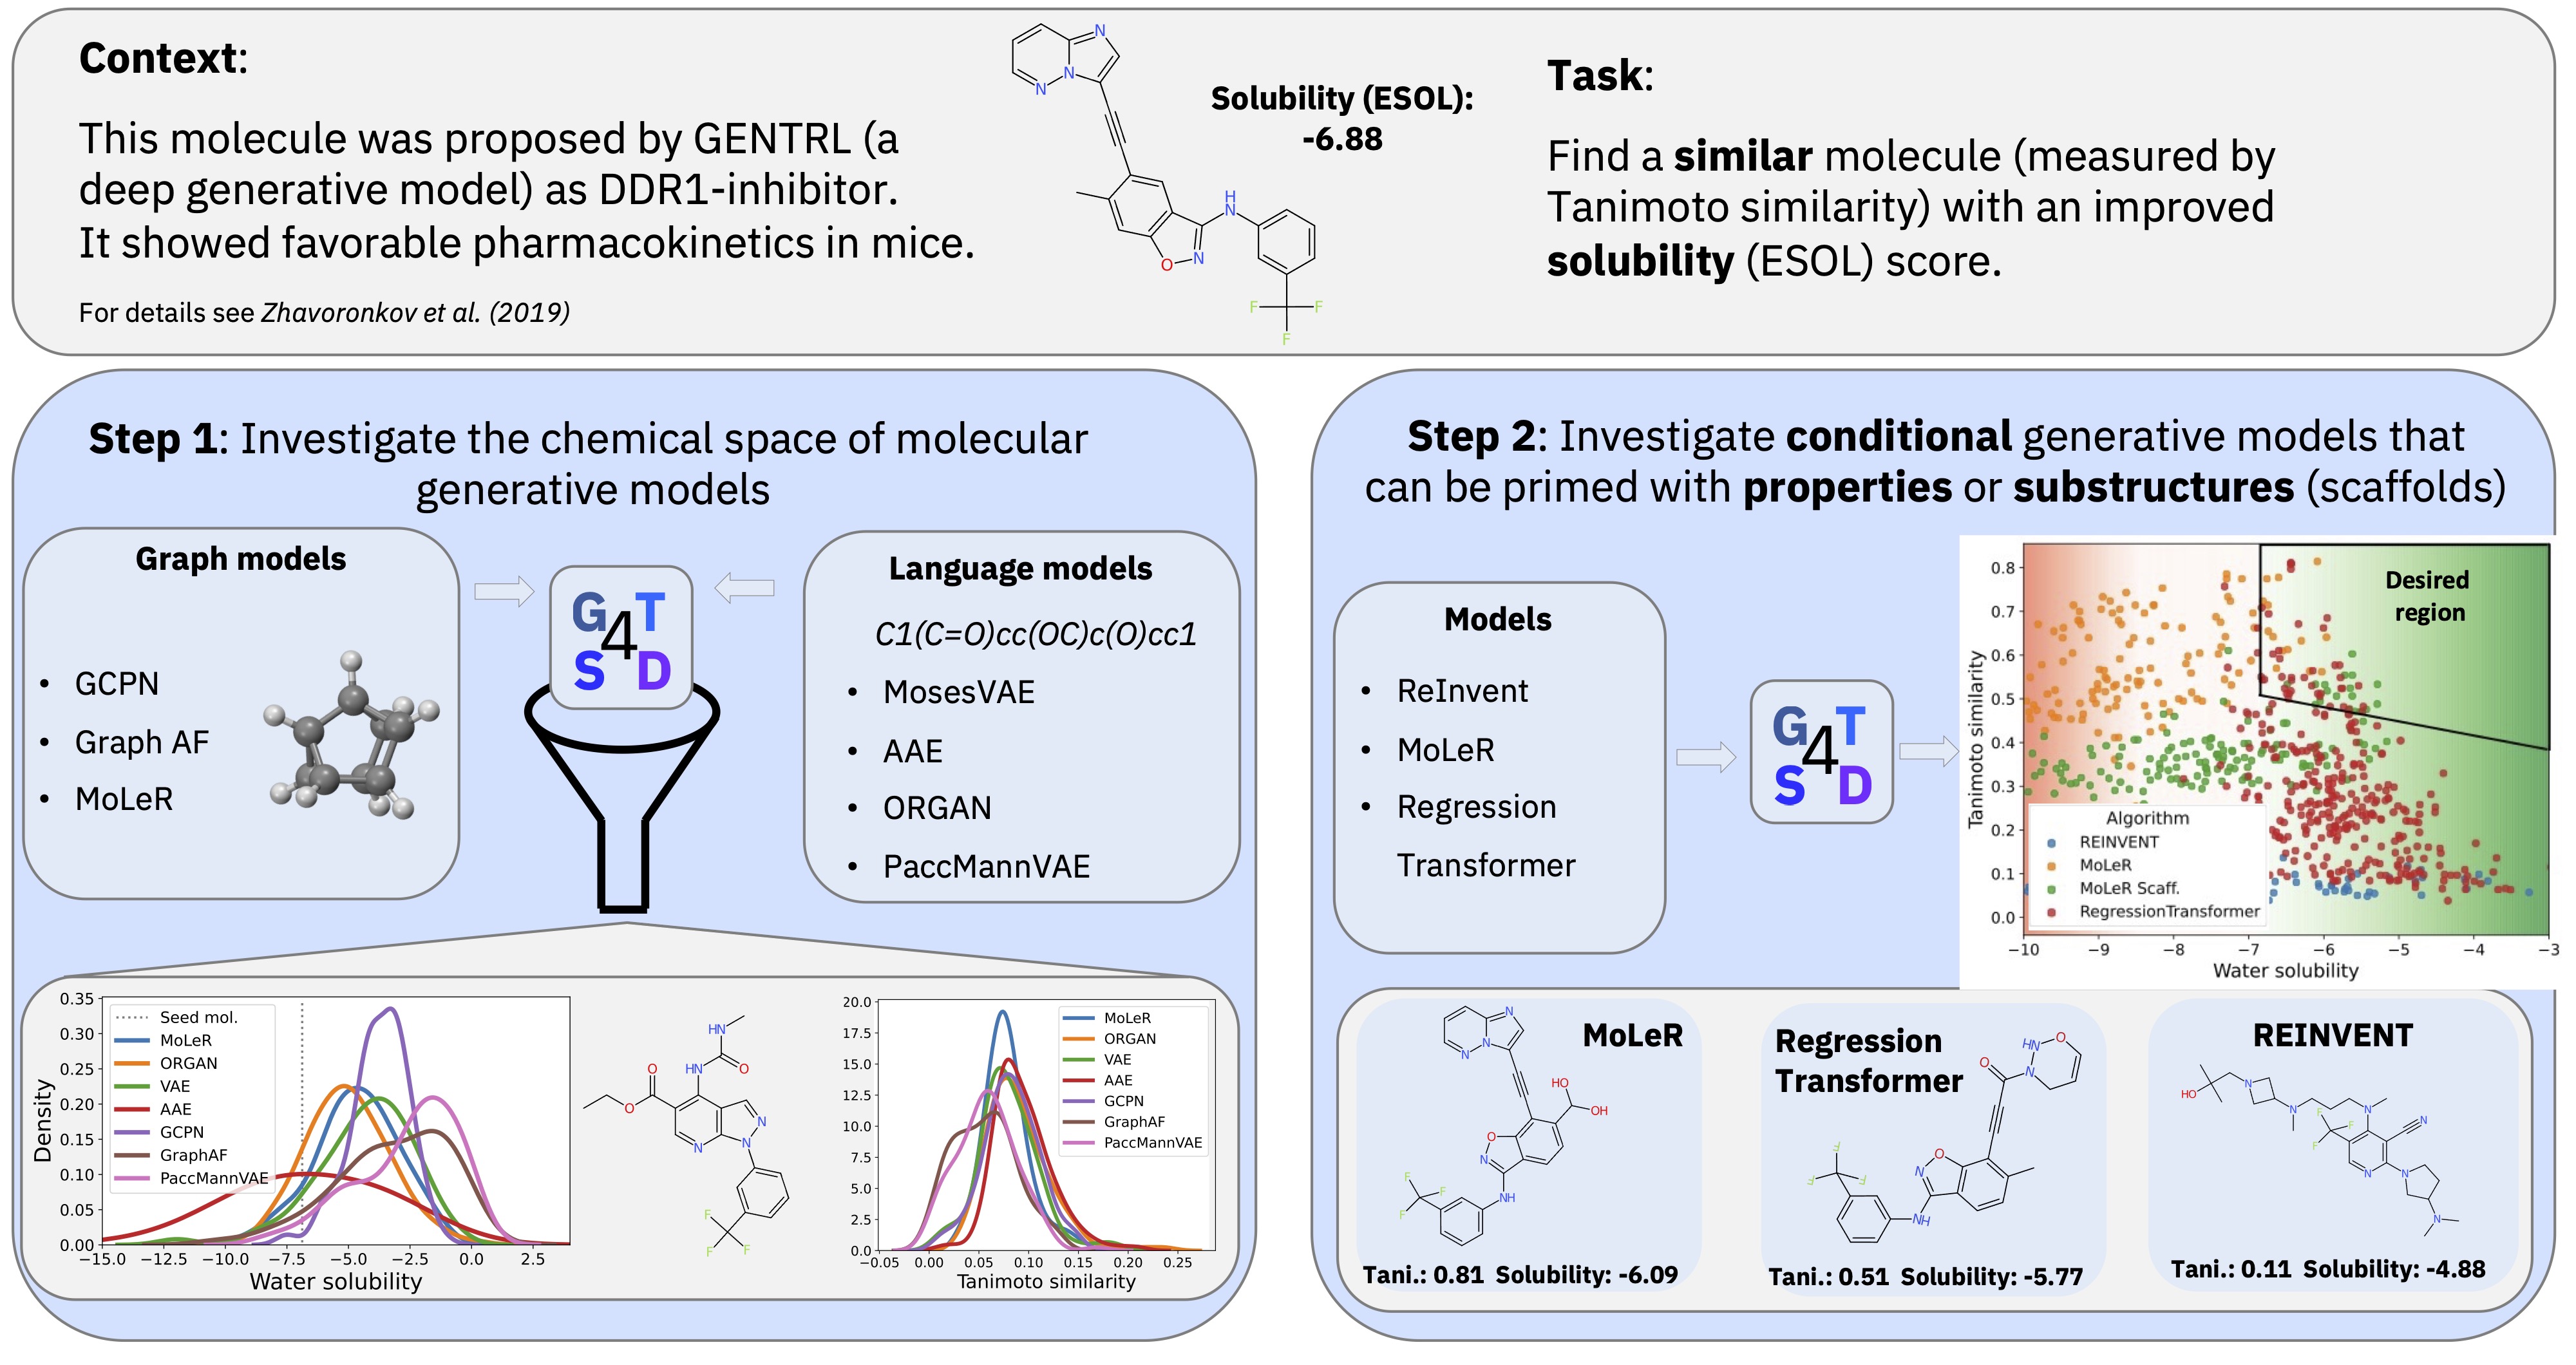 Context:
This molecule was proposed by GENTRL (a
deep generative model) as DDR1-inhibitor.
It showed favorable pharmacokinetics in mice.
For details see Zhavoronkov et al. (2019)
N
N
N
H
N
O
N
F
F
F
Solubility (ESOL):
-6.88
Task:
Find a similar molecule (measured by
Tanimoto similarity) with an improved
solubility (ESOL) score.
Step 1: Investigate the chemical space of molecular
generative models
Graph models
• GCPN
• Graph AF
• MoLeR
G
T
4
S
D
Language models
C1(C=O)cc(OC)c(O)cc1
• MosesVAE
• AAE
• ORGAN
• PaccMannVAE
Density
0.35
0.30
0.25
0.20
0.15
0.10
0.05
0.00
Seed mol.
MoLeR
ORGAN
VAE
AAE
GCPN
GraphAF
PaccMannVAE
−15.0 −12.5 −10.0 −7.5 −5.0 −2.5 0.0 2.5
Water solubility
HN
HN
O
O
O
N
N
N
F
F
F
20.0
17.5
15.0
12.5
10.0
7.5
5.0
2.5
0.0
MoLeR
ORGAN
VAE
AAE
GCPN
GraphAF
PaccMannVAE
−0.05 0.00 0.05 0.10 0.15 0.20 0.25
Tanimoto similarity
Step 2: Investigate conditional generative models that
can be primed with properties or substructures (scaffolds)
Models
• ReInvent
• MoLeR
• Regression
Transformer
G
T
4
S
D
Tanimoto similarity
0.8
0.7
0.6
0.5
0.4
0.3
0.2
0.1
0.0
Desired
region
Algorithm
REINVENT
MoLeR
MoLeR Scaff.
RegressionTransformer
−10 −9 −8 −7 −6 −5 −4 −3
Water solubility
MoLeR
N
N
N
HO
OH
O
N
NH
F
F
F
Tani.: 0.81 Solubility: -6.09
Regression
Transformer
HN
O
O
N
O
N
NH
F
F
F
Tani.: 0.51 Solubility: -5.77
REINVENT
HO
N
N
N
F
F
F
N
N
N
N
Tani.: 0.11 Solubility: -4.88